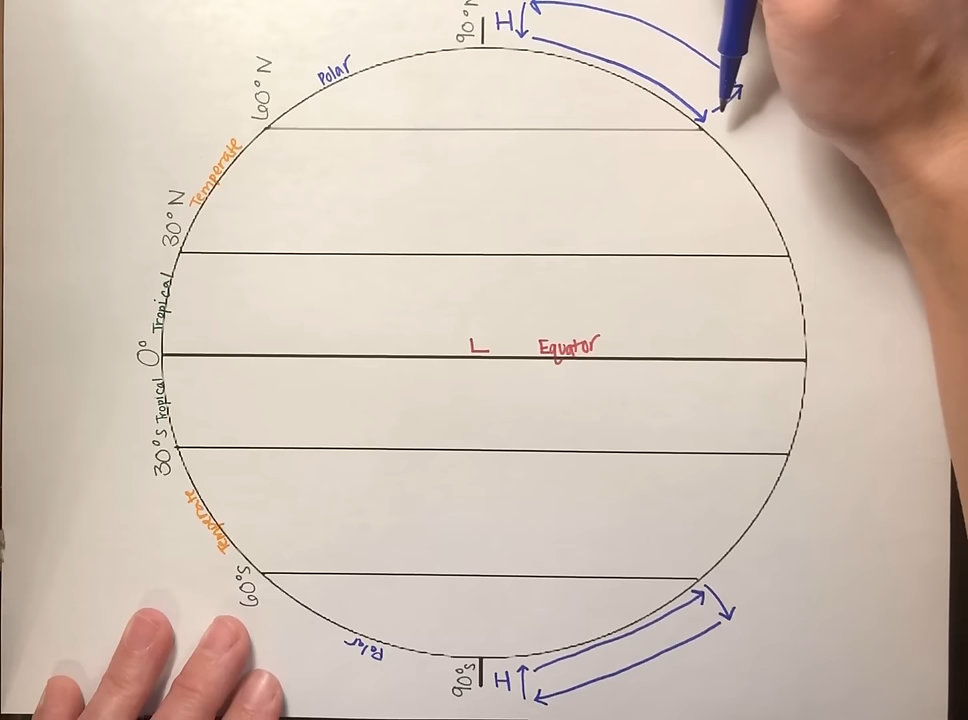 90°N
H
60°N
Polar
Temperate
30°N
Tropical
0°
L
Equator
Tropical
30°S
Temperate
60°S
Polar
90°S
H